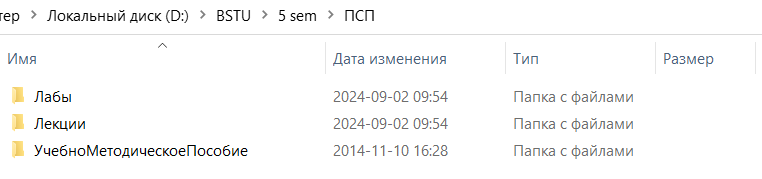 тер > Локальный диск (D:) > BSTU > 5 sem > ПСП
Имя Дата изменения Тип Размер
Лабы 2024-09-02 09:54 Папка с файлами
Лекции 2024-09-02 09:54 Папка с файлами
УчебноМетодическоеПособие 2014-11-10 16:28 Папка с файлами